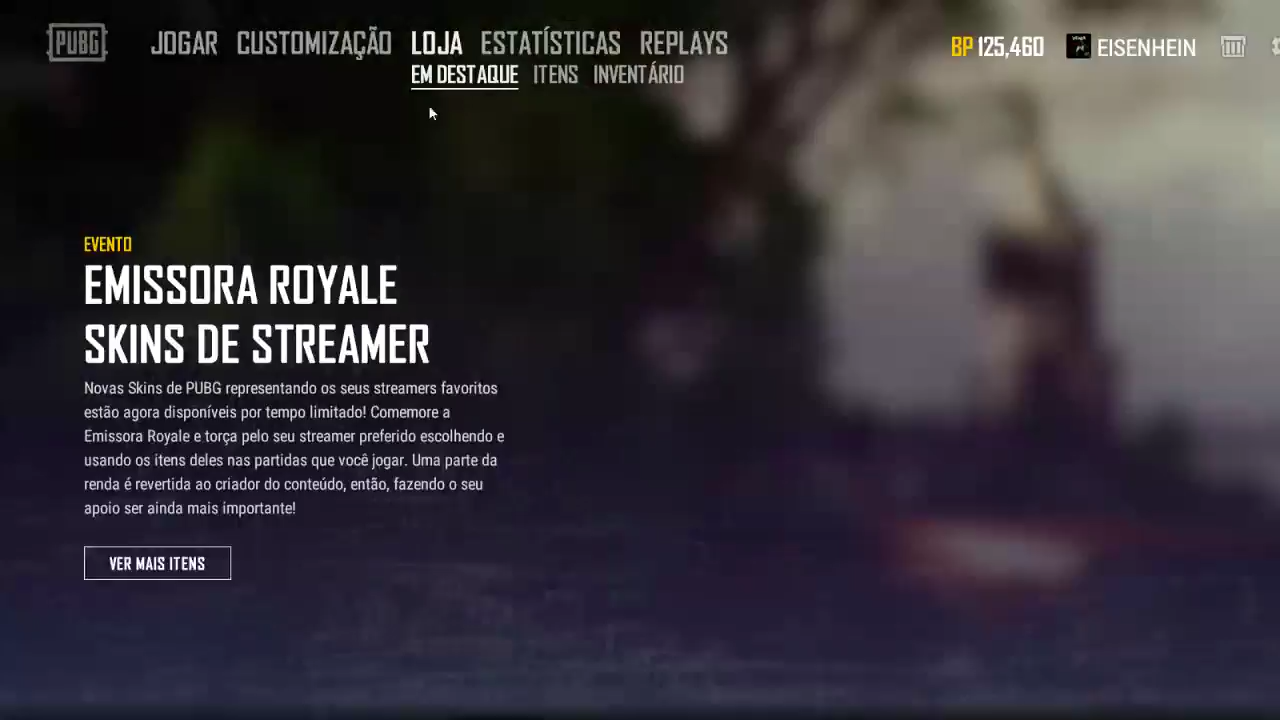 PUBG JOGAR CUSTOMIZAÇÃO LOJA ESTATÍSTICAS REPLAYS BP 125,460 EISENHEIN
EM DESTAQUE ITENS INVENTÁRIO
EVENTO
EMISSORA ROYALE
SKINS DE STREAMER
Novas Skins de PUBG representando os seus streamers favoritos
estão agora disponíveis por tempo limitado! Comemore a
Emissora Royale e torça pelo seu streamer preferido escolhendo e
usando os itens deles nas partidas que você jogar. Uma parte da
renda é revertida ao criador do conteúdo, então, fazendo o seu
apoio ser ainda mais importante!
VER MAIS ITENS